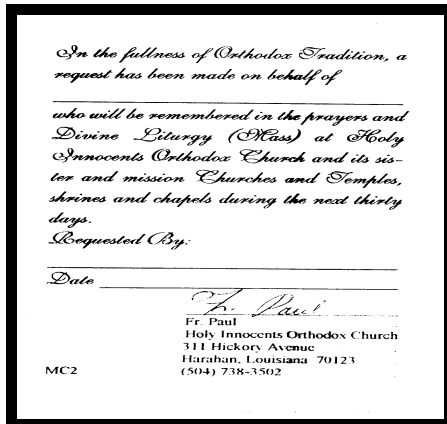 In the fullness of Orthodox Tradition, a
request has been made on behalf of
who will be remembered in the prayers and
Divine Liturgy (Mass) at Holy
Innocents Orthodox Church and its sis-
ter and mission Churches and Temples,
shrines and chapels during the next thirty
days.
Requested By:
Date
Fr. Paul
Fr. Paul
Holy Innocents Orthodox Church
311 Hickory Avenue
Harahan, Louisiana 70123
MC2 (504) 738-3502